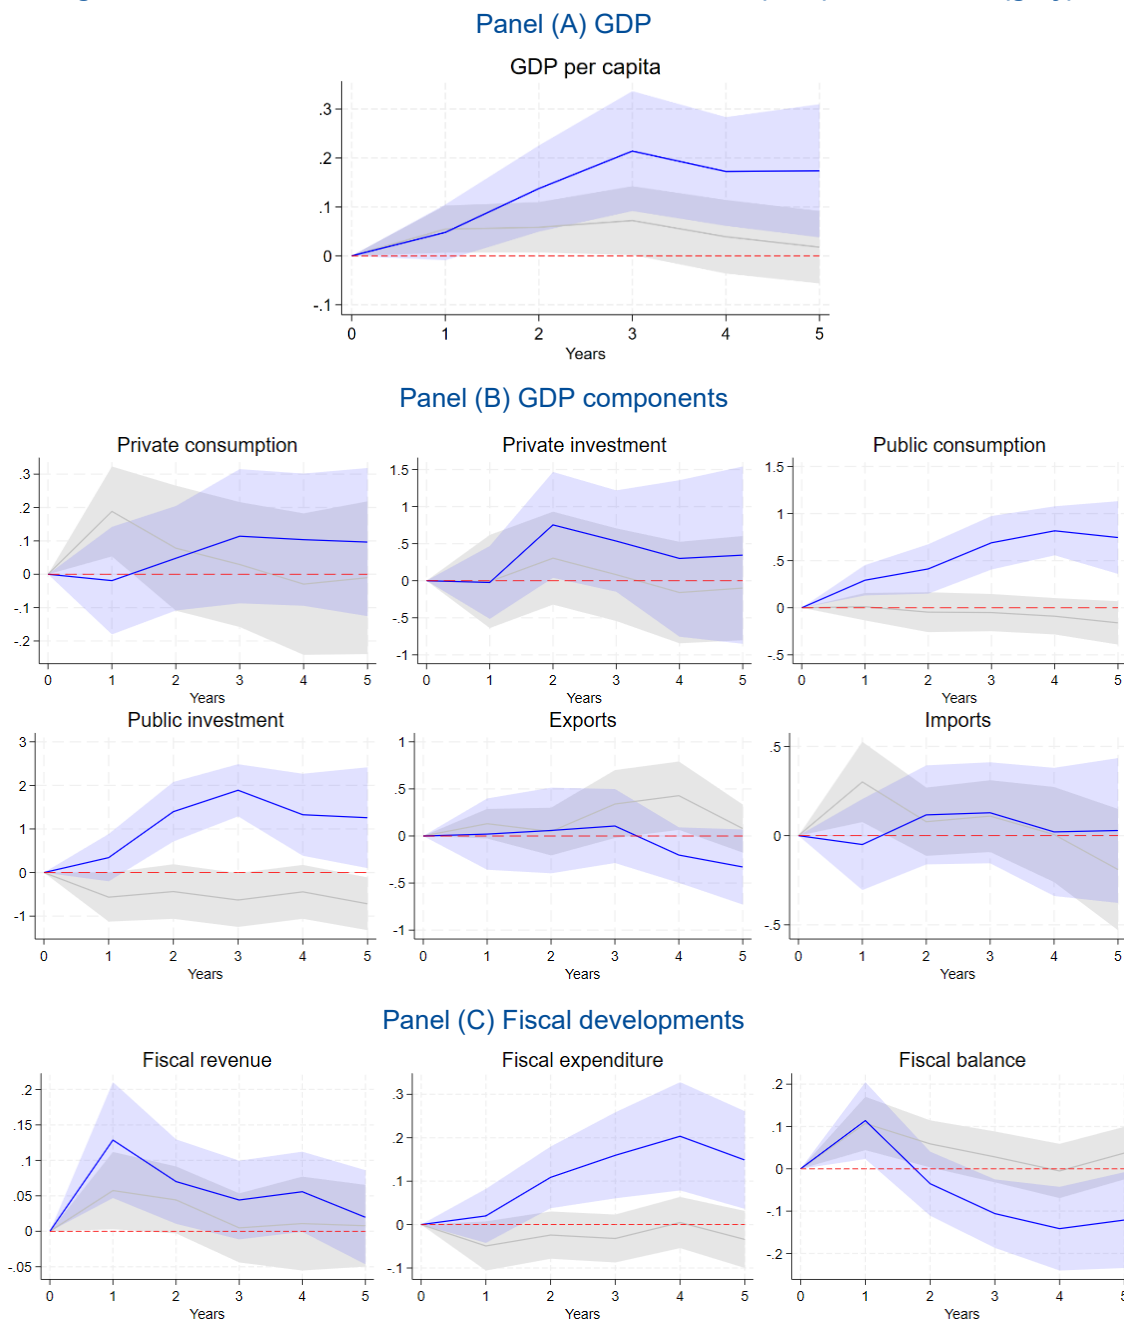 Panel (A) GDP
GDP per capita
.3
.2
.1
0
-.1
0 1 2 3 4 5
Years
Panel (B) GDP components
Private consumption Private investment Public consumption
.3
.2
.1
0
-.1
-.2
0 1 2 3 4 5
Years
1.5
1
.5
0
-.5
-1
0 1 2 3 4 5
Years
1.5
1
.5
0
-.5
0 1 2 3 4 5
Years
Public investment Exports Imports
3
2
1
0
-1
0 1 2 3 4 5
Years
1
.5
0
-.5
-1
0 1 2 3 4 5
Years
.5
0
-.5
0 1 2 3 4 5
Years
Panel (C) Fiscal developments
Fiscal revenue Fiscal expenditure Fiscal balance
.2
.15
.1
.05
0
-.05
0 1 2 3 4 5
Years
.3
.2
.1
0
-.1
0 1 2 3 4 5
Years
.2
.1
0
-.1
-.2
0 1 2 3 4 5
Years